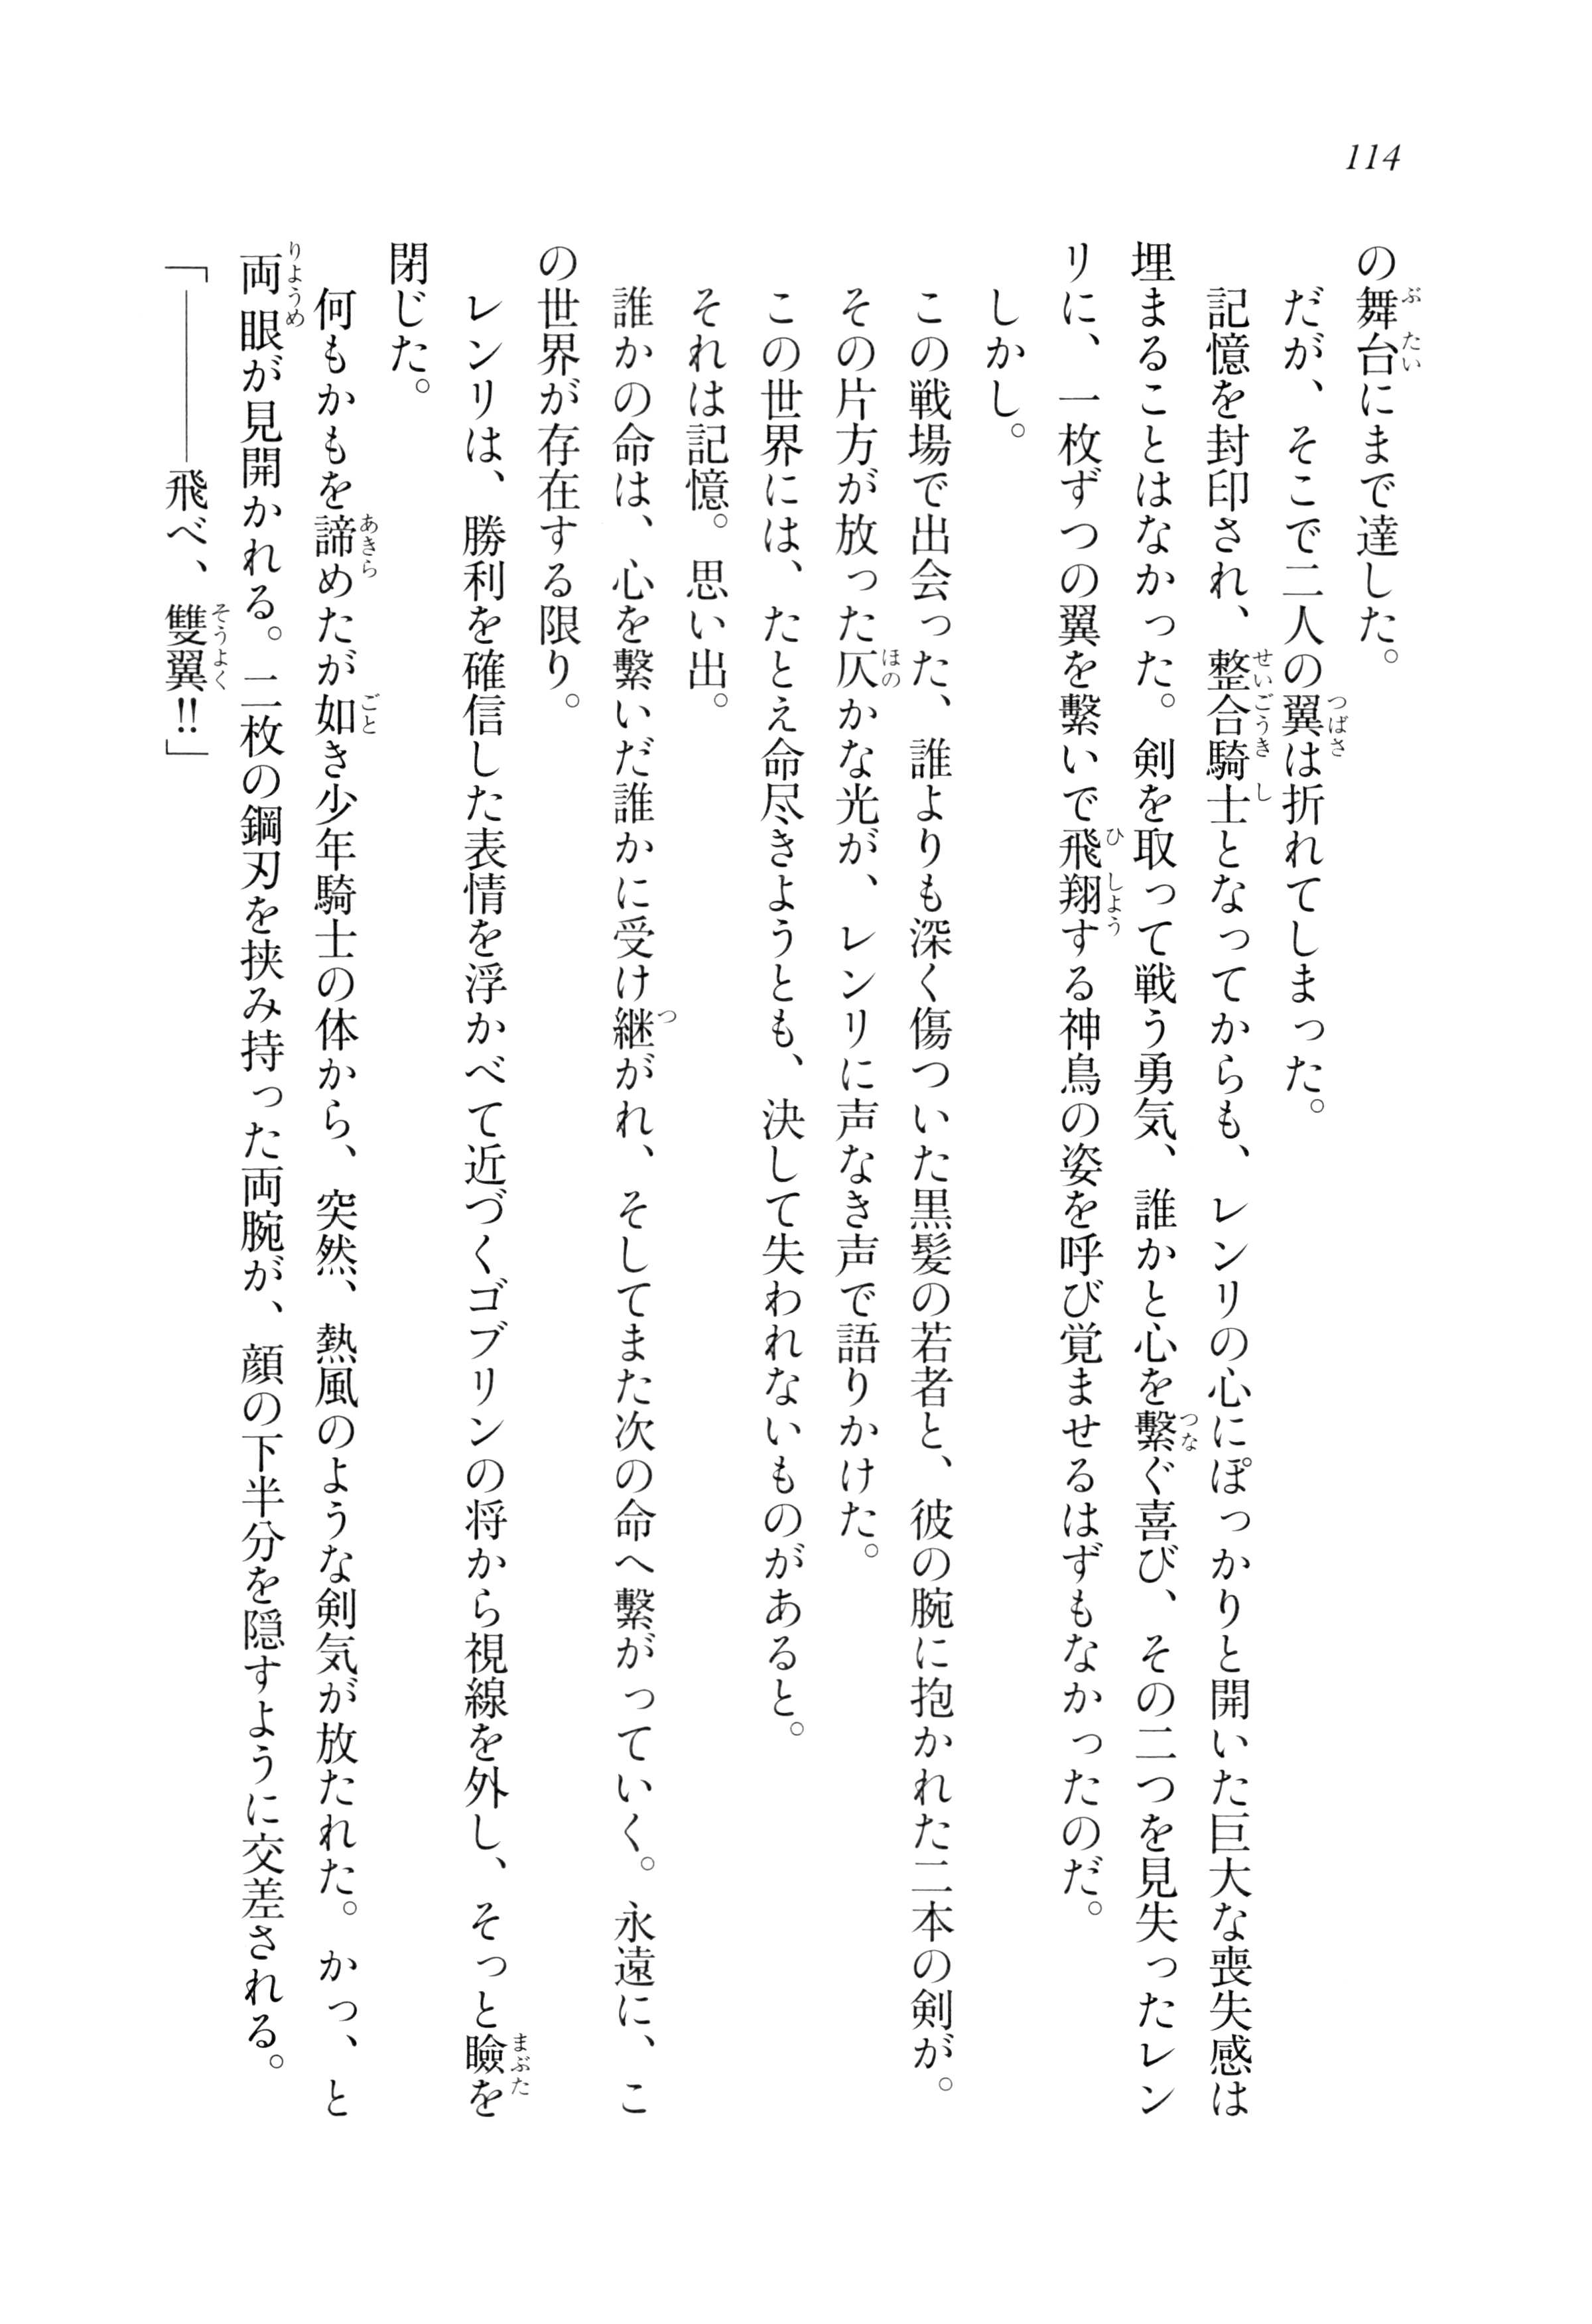 114
の舞台にまで達した。
　だが、そこで二人の翼は折れてしまった。
　記憶を封印され、整合騎士となってからも、レンリの心にぽっかりと開いた巨大な喪失感は
埋まることはなかった。剣を取って戦う勇気、誰かと心を繋ぐ喜び、その二つを見失ったレン
リに、一枚ずつの翼を繋いで飛翔する神鳥の姿を呼び覚ませるはずもなかったのだ。
　しかし。
　この戦場で出会った、誰よりも深く傷ついた黒髪の若者と、彼の腕に抱かれた二本の剣が。
　その片方が放った仄かな光が、レンリに声なき声で語りかけた。
　この世界には、たとえ命尽きようとも、決して失われないものがあると。
　それは記憶。思い出。
　誰かの命は、心を繋いだ誰かに受け継がれ、そしてまた次の命へ繋がっていく。永遠に、こ
の世界が存在する限り。
　レンリは、勝利を確信した表情を浮かべて近づくゴブリンの将から視線を外し、そっと瞼を
閉じた。
　何もかもを諦めたが如き少年騎士の体から、突然、熱風のような剣気が放たれた。かっ、と
両眼が見開かれる。二枚の鋼刃を挟み持った両腕が、顔の下半分を隠すように交差される。
「――――飛べ、雙翼!!」